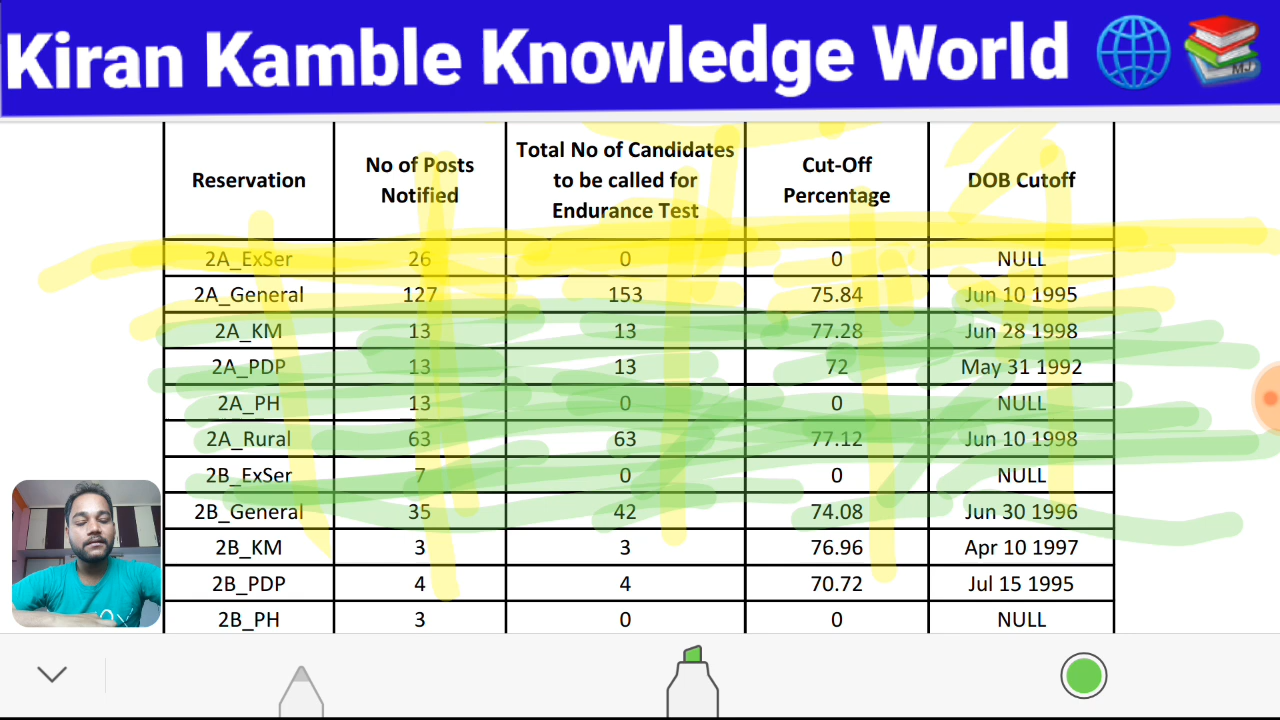 Kiran Kamble Knowledge World
MJ
Reservation No of Posts Notified Total No of Candidates to be called for Endurance Test Cut-Off Percentage DOB Cutoff
2A_ExSer 26 0 0 NULL
2A_General 127 153 75.84 Jun 10 1995
2A_KM 13 13 77.28 Jun 28 1998
2A_PDP 13 13 72 May 31 1992
2A_PH 13 0 0 NULL
2A_Rural 63 63 77.12 Jun 10 1998
2B_ExSer 7 0 0 NULL
2B_General 35 42 74.08 Jun 30 1996
2B_KM 3 3 76.96 Apr 10 1997
2B_PDP 4 4 70.72 Jul 15 1995
2B_PH 3 0 0 NULL